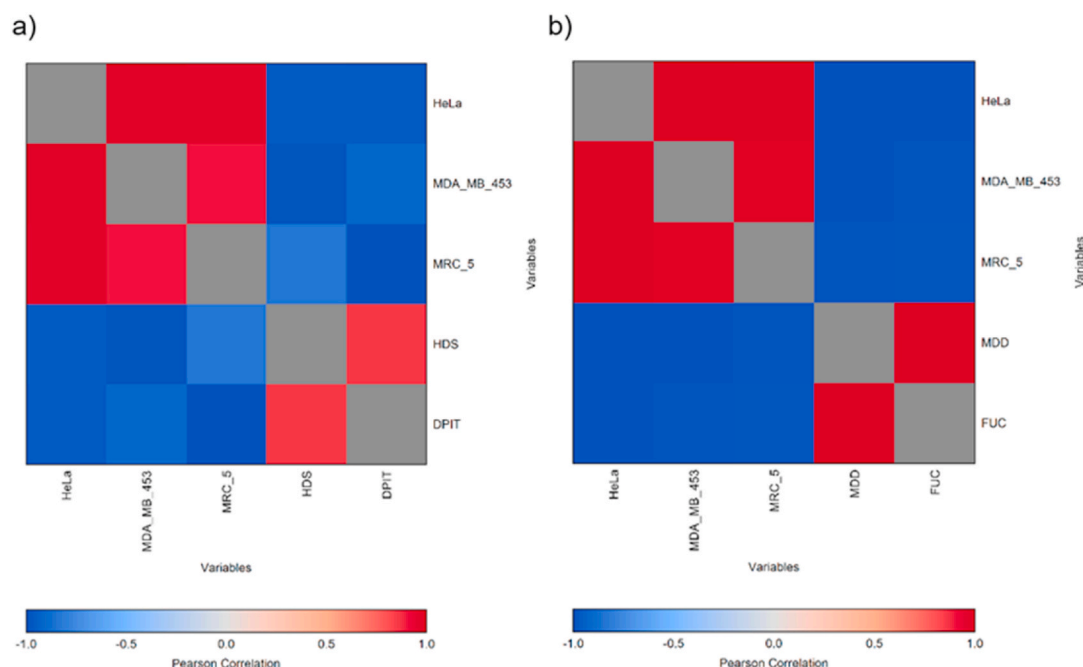 a)
HeLa
MDA_MB_453
MRC_5
HDS
DPIT
Variables
HeLa
MDA_MB_453
MRC_5
HDS
DPIT
Variables
-1.0 -0.5 0.0 0.5 1.0
Pearson Correlation
b)
HeLa
MDA_MB_453
MRC_5
MDD
FUC
Variables
HeLa
MDA_MB_453
MRC_5
MDD
FUC
Variables
-1.0 -0.5 0.0 0.5 1.0
Pearson Correlation